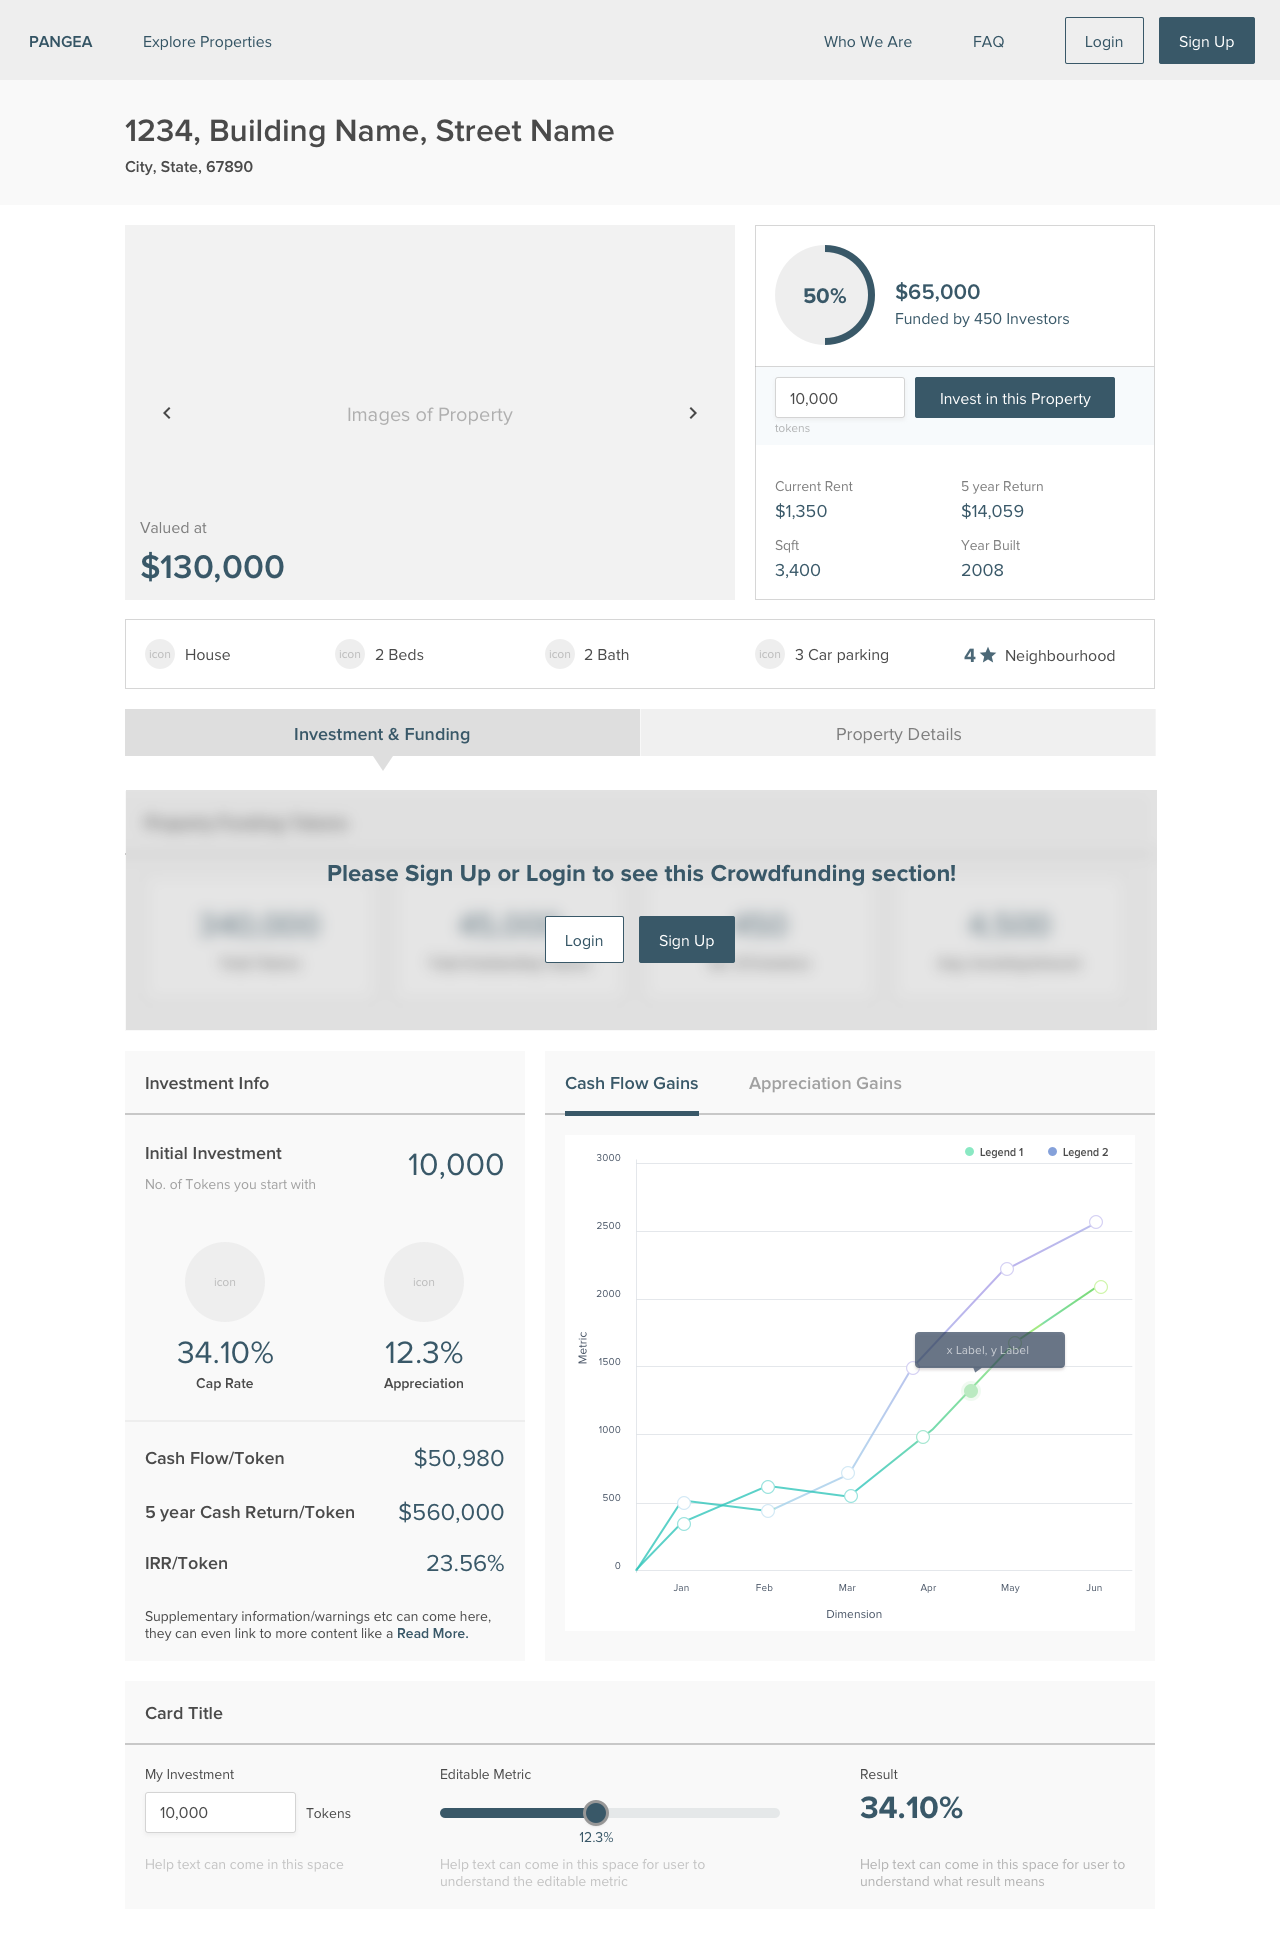 PANGEA
Explore Properties
Who We Are
FAQ
Login
Sign Up
1234, Building Name, Street Name
City, State, 67890
Images of Property
Valued at
$130,000
50%
$65,000
Funded by 450 Investors
10,000
Invest in this Property
tokens
Current Rent
5 year Return
$1,350
$14,059
Sqft
Year Built
3,400
2008
icon
House
icon
2 Beds
icon
2 Bath
icon
3 Car parking
4
Neighbourhood
Investment & Funding
Property Details
Please Sign Up or Login to see this Crowdfunding section!
Login
Sign Up
Investment Info
Initial Investment
10,000
No. of Tokens you start with
icon
icon
34.10%
12.3%
Cap Rate
Appreciation
Cash Flow/Token
$50,980
5 year Cash Return/Token
$560,000
IRR/Token
23.56%
Supplementary information/warnings etc can come here,
they can even link to more content like a Read More.
Cash Flow Gains
Appreciation Gains
Legend 1
Legend 2
3000
2500
2000
1500
1000
500
0
Metric
x Label, y Label
Jan
Feb
Mar
Apr
May
Jun
Dimension
Card Title
My Investment
10,000
Tokens
Help text can come in this space
Editable Metric
12.3%
Help text can come in this space for user to
understand the editable metric
Result
34.10%
Help text can come in this space for user to
understand what result means